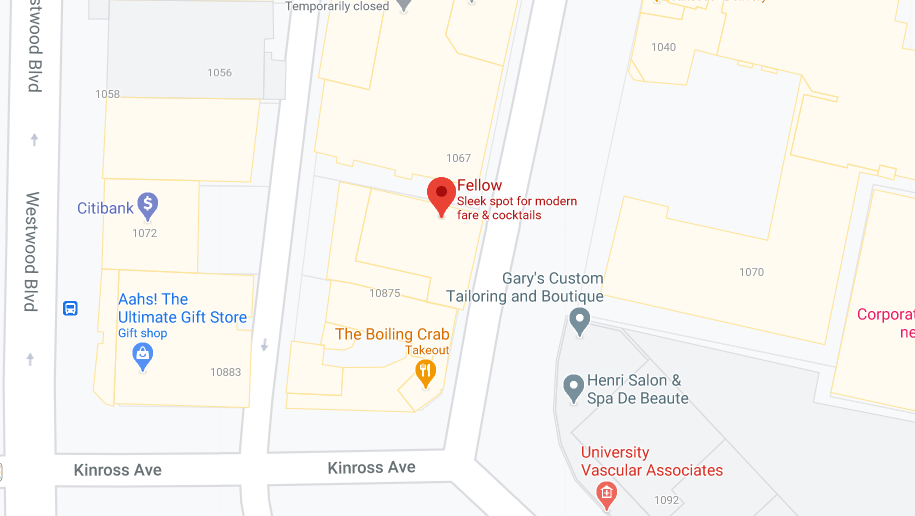 Westwood Blvd
Temporarily closed
1040
1056
1058
1067
Fellow
Sleek spot for modern
fare & cocktails
Citibank
1072
Westwood Blvd
1070
Gary's Custom
Tailoring and Boutique
10875
Aahs! The
Ultimate Gift Store
Gift shop
The Boiling Crab
Takeout
10883
Henri Salon &
Spa De Beaute
Kinross Ave
Kinross Ave
University
Vascular Associates
1092